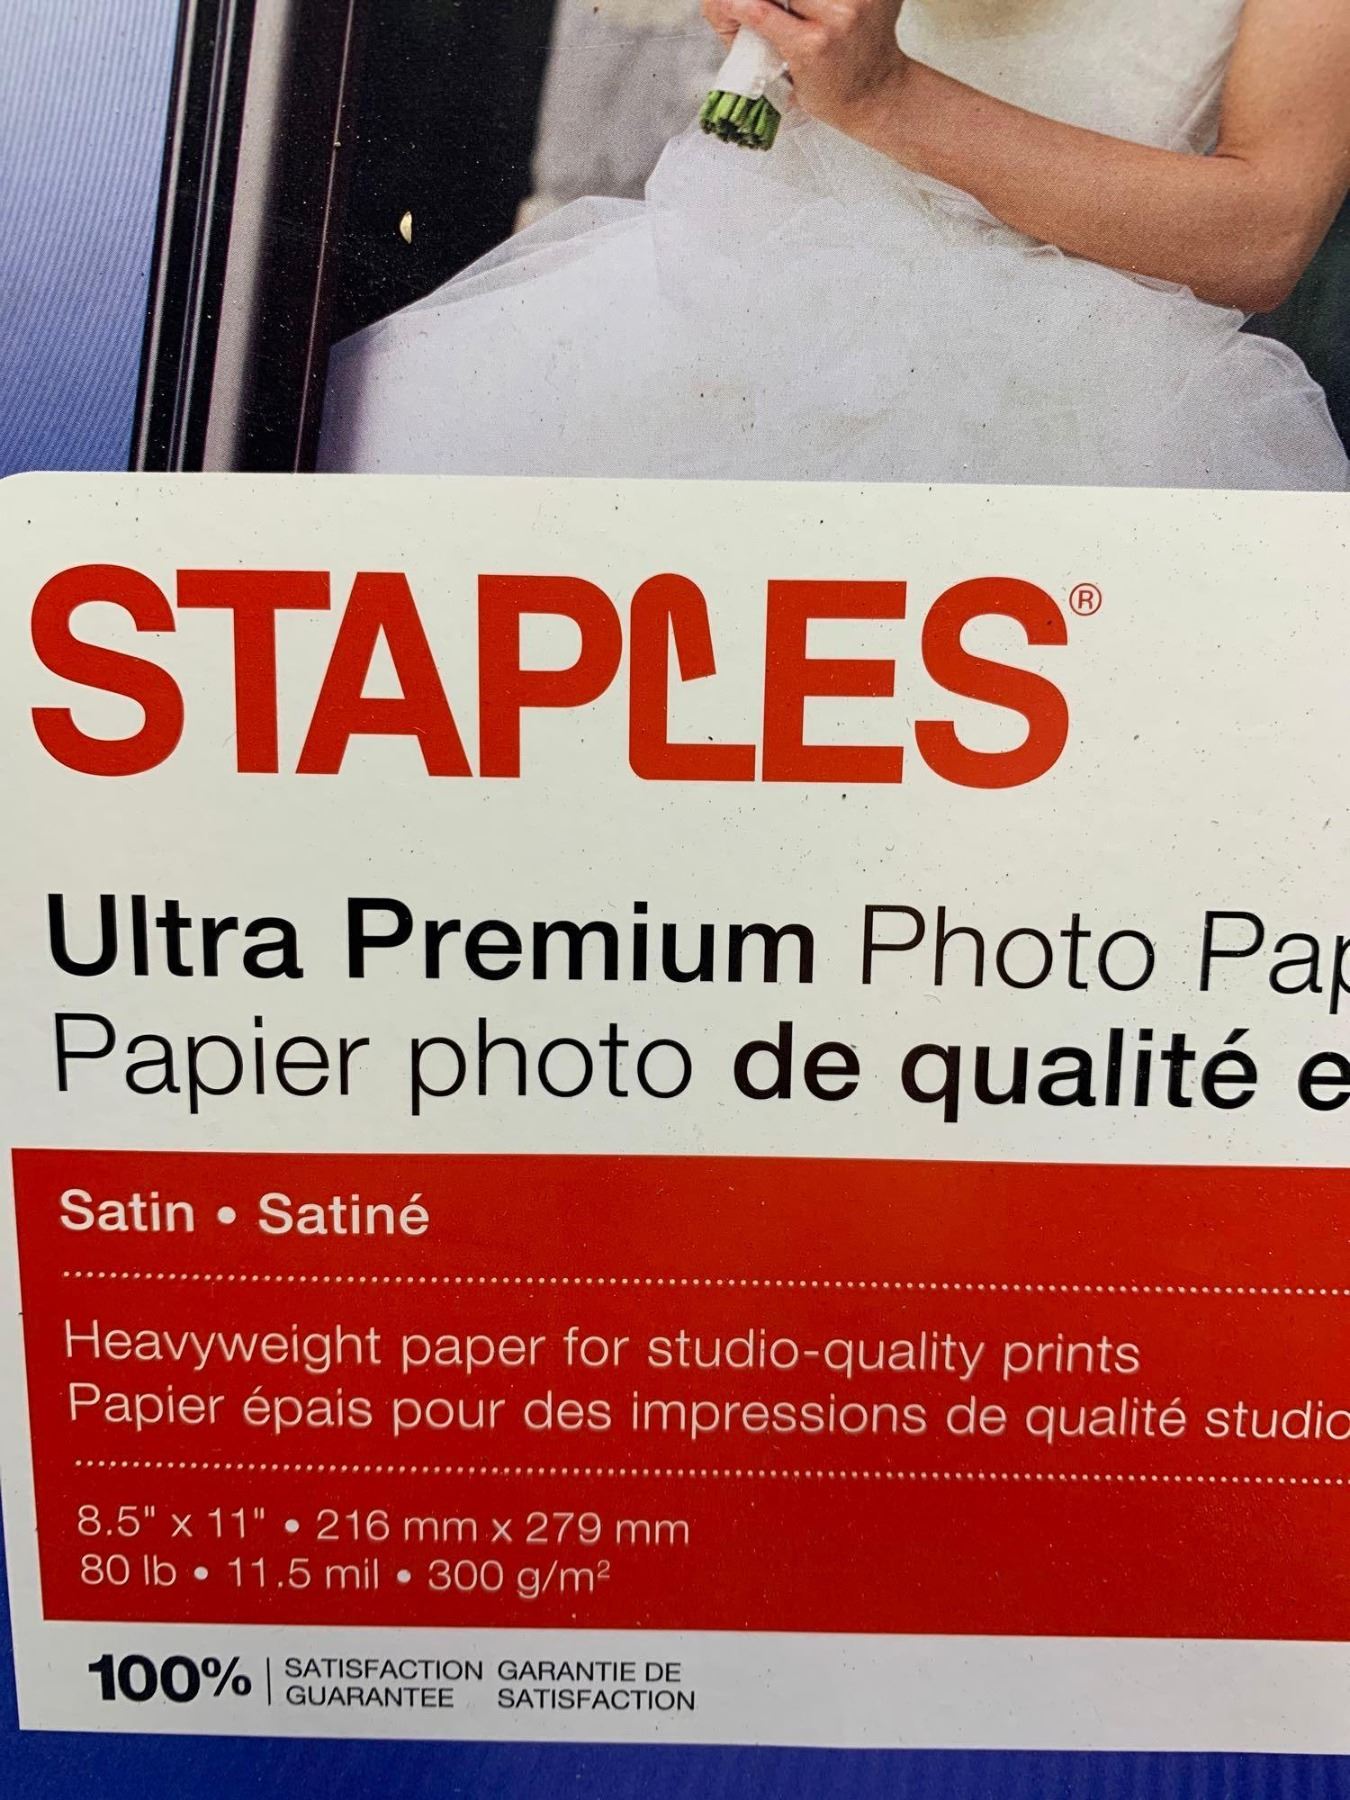 STAPLES®
Ultra Premium Photo Pap
Papier photo de qualité e
Satin • Satiné
Heavyweight paper for studio-quality prints
Papier épais pour des impressions de qualité studio
8.5" x 11" • 216 mm x 279 mm
80 lb • 11.5 mil • 300 g/m²
100% | SATISFACTION GUARANTEE GARANTIE DE SATISFACTION